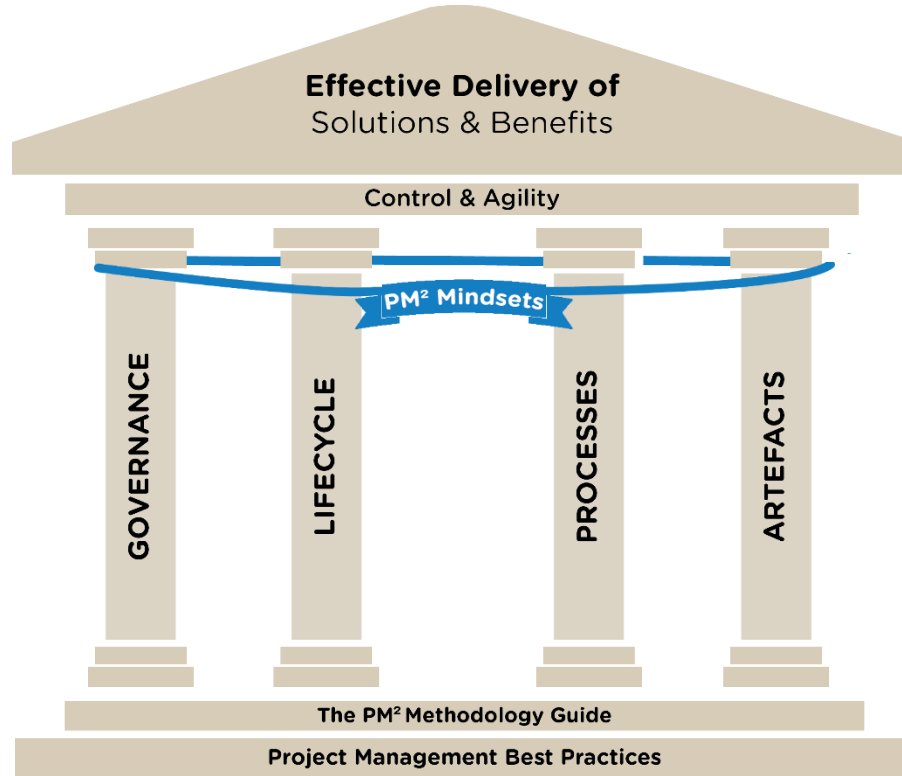 Effective Delivery of
Solutions & Benefits
Control & Agility
PM² Mindsets
GOVERNANCE
LIFECYCLE
PROCESSES
ARTEFACTS
The PM² Methodology Guide
Project Management Best Practices